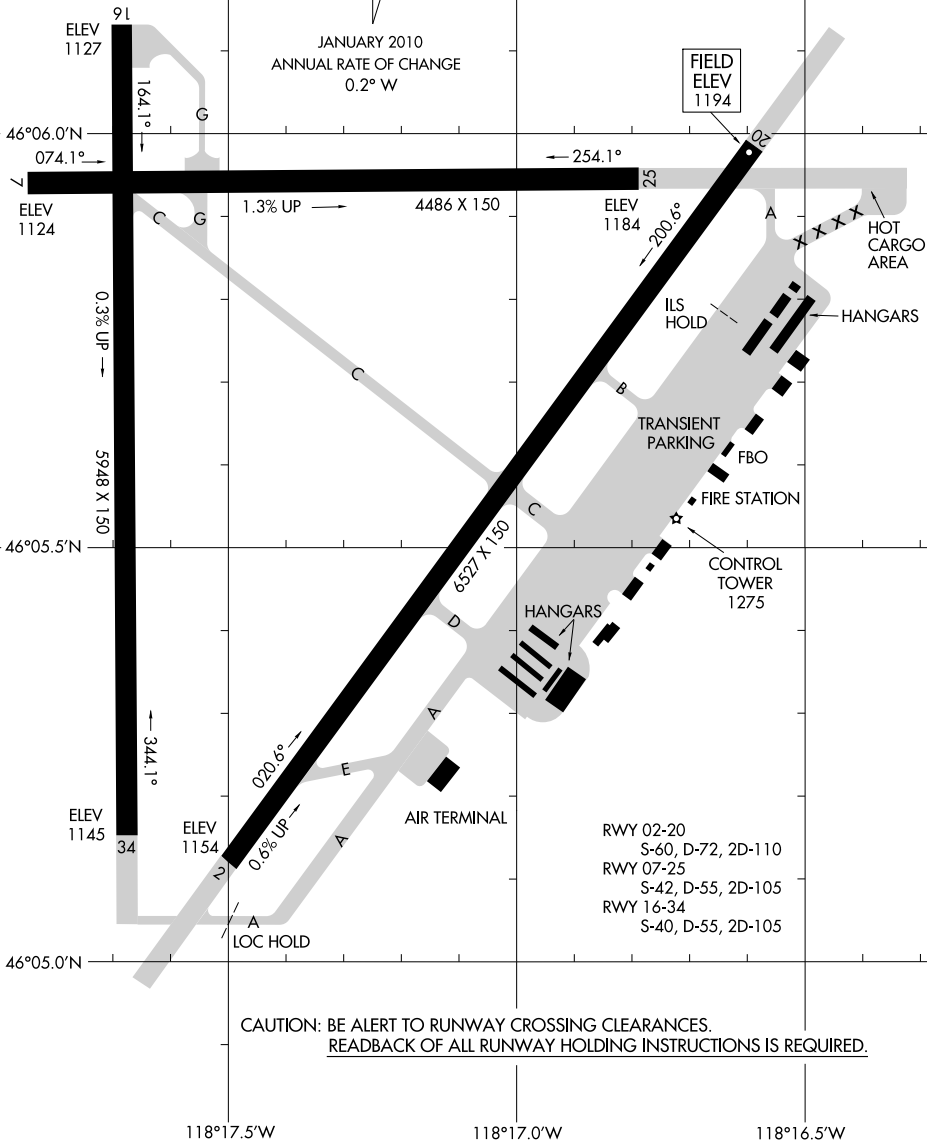 16
ELEV
1127
JANUARY 2010
ANNUAL RATE OF CHANGE
0.2° W
FIELD
ELEV
1194
164.1°
G
20
46°06.0'N
074.1°
254.1°
7
25
ELEV
1124
C
G
1.3% UP
4486 X 150
ELEV
1184
200.6°
A
X X X X
HOT
CARGO
AREA
0.3% UP
ILS
HOLD
HANGARS
C
B
TRANSIENT
PARKING
5948 X 150
FBO
FIRE STATION
C
46°05.5'N
6527 X 150
CONTROL
TOWER
1275
HANGARS
D
A
344.1°
020.6°
E
AIR TERMINAL
ELEV
1145
34
ELEV
1154
0.6% UP
A
2
A
LOC HOLD
RWY 02-20
S-60, D-72, 2D-110
RWY 07-25
S-42, D-55, 2D-105
RWY 16-34
S-40, D-55, 2D-105
46°05.0'N
CAUTION: BE ALERT TO RUNWAY CROSSING CLEARANCES.
READBACK OF ALL RUNWAY HOLDING INSTRUCTIONS IS REQUIRED.
118°17.5'W
118°17.0'W
118°16.5'W